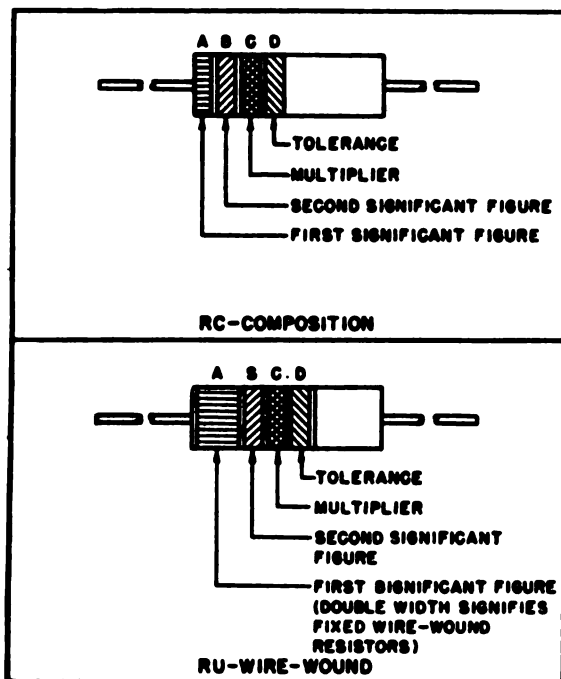 A B C D
TOLERANCE
MULTIPLIER
SECOND SIGNIFICANT FIGURE
FIRST SIGNIFICANT FIGURE
RC-COMPOSITION
A S C. D
TOLERANCE
MULTIPLIER
SECOND SIGNIFICANT
FIGURE
FIRST SIGNIFICANT FIGURE
(DOUBLE WIDTH SIGNIFIES
FIXED WIRE-WOUND
RESISTORS)
RU-WIRE-WOUND